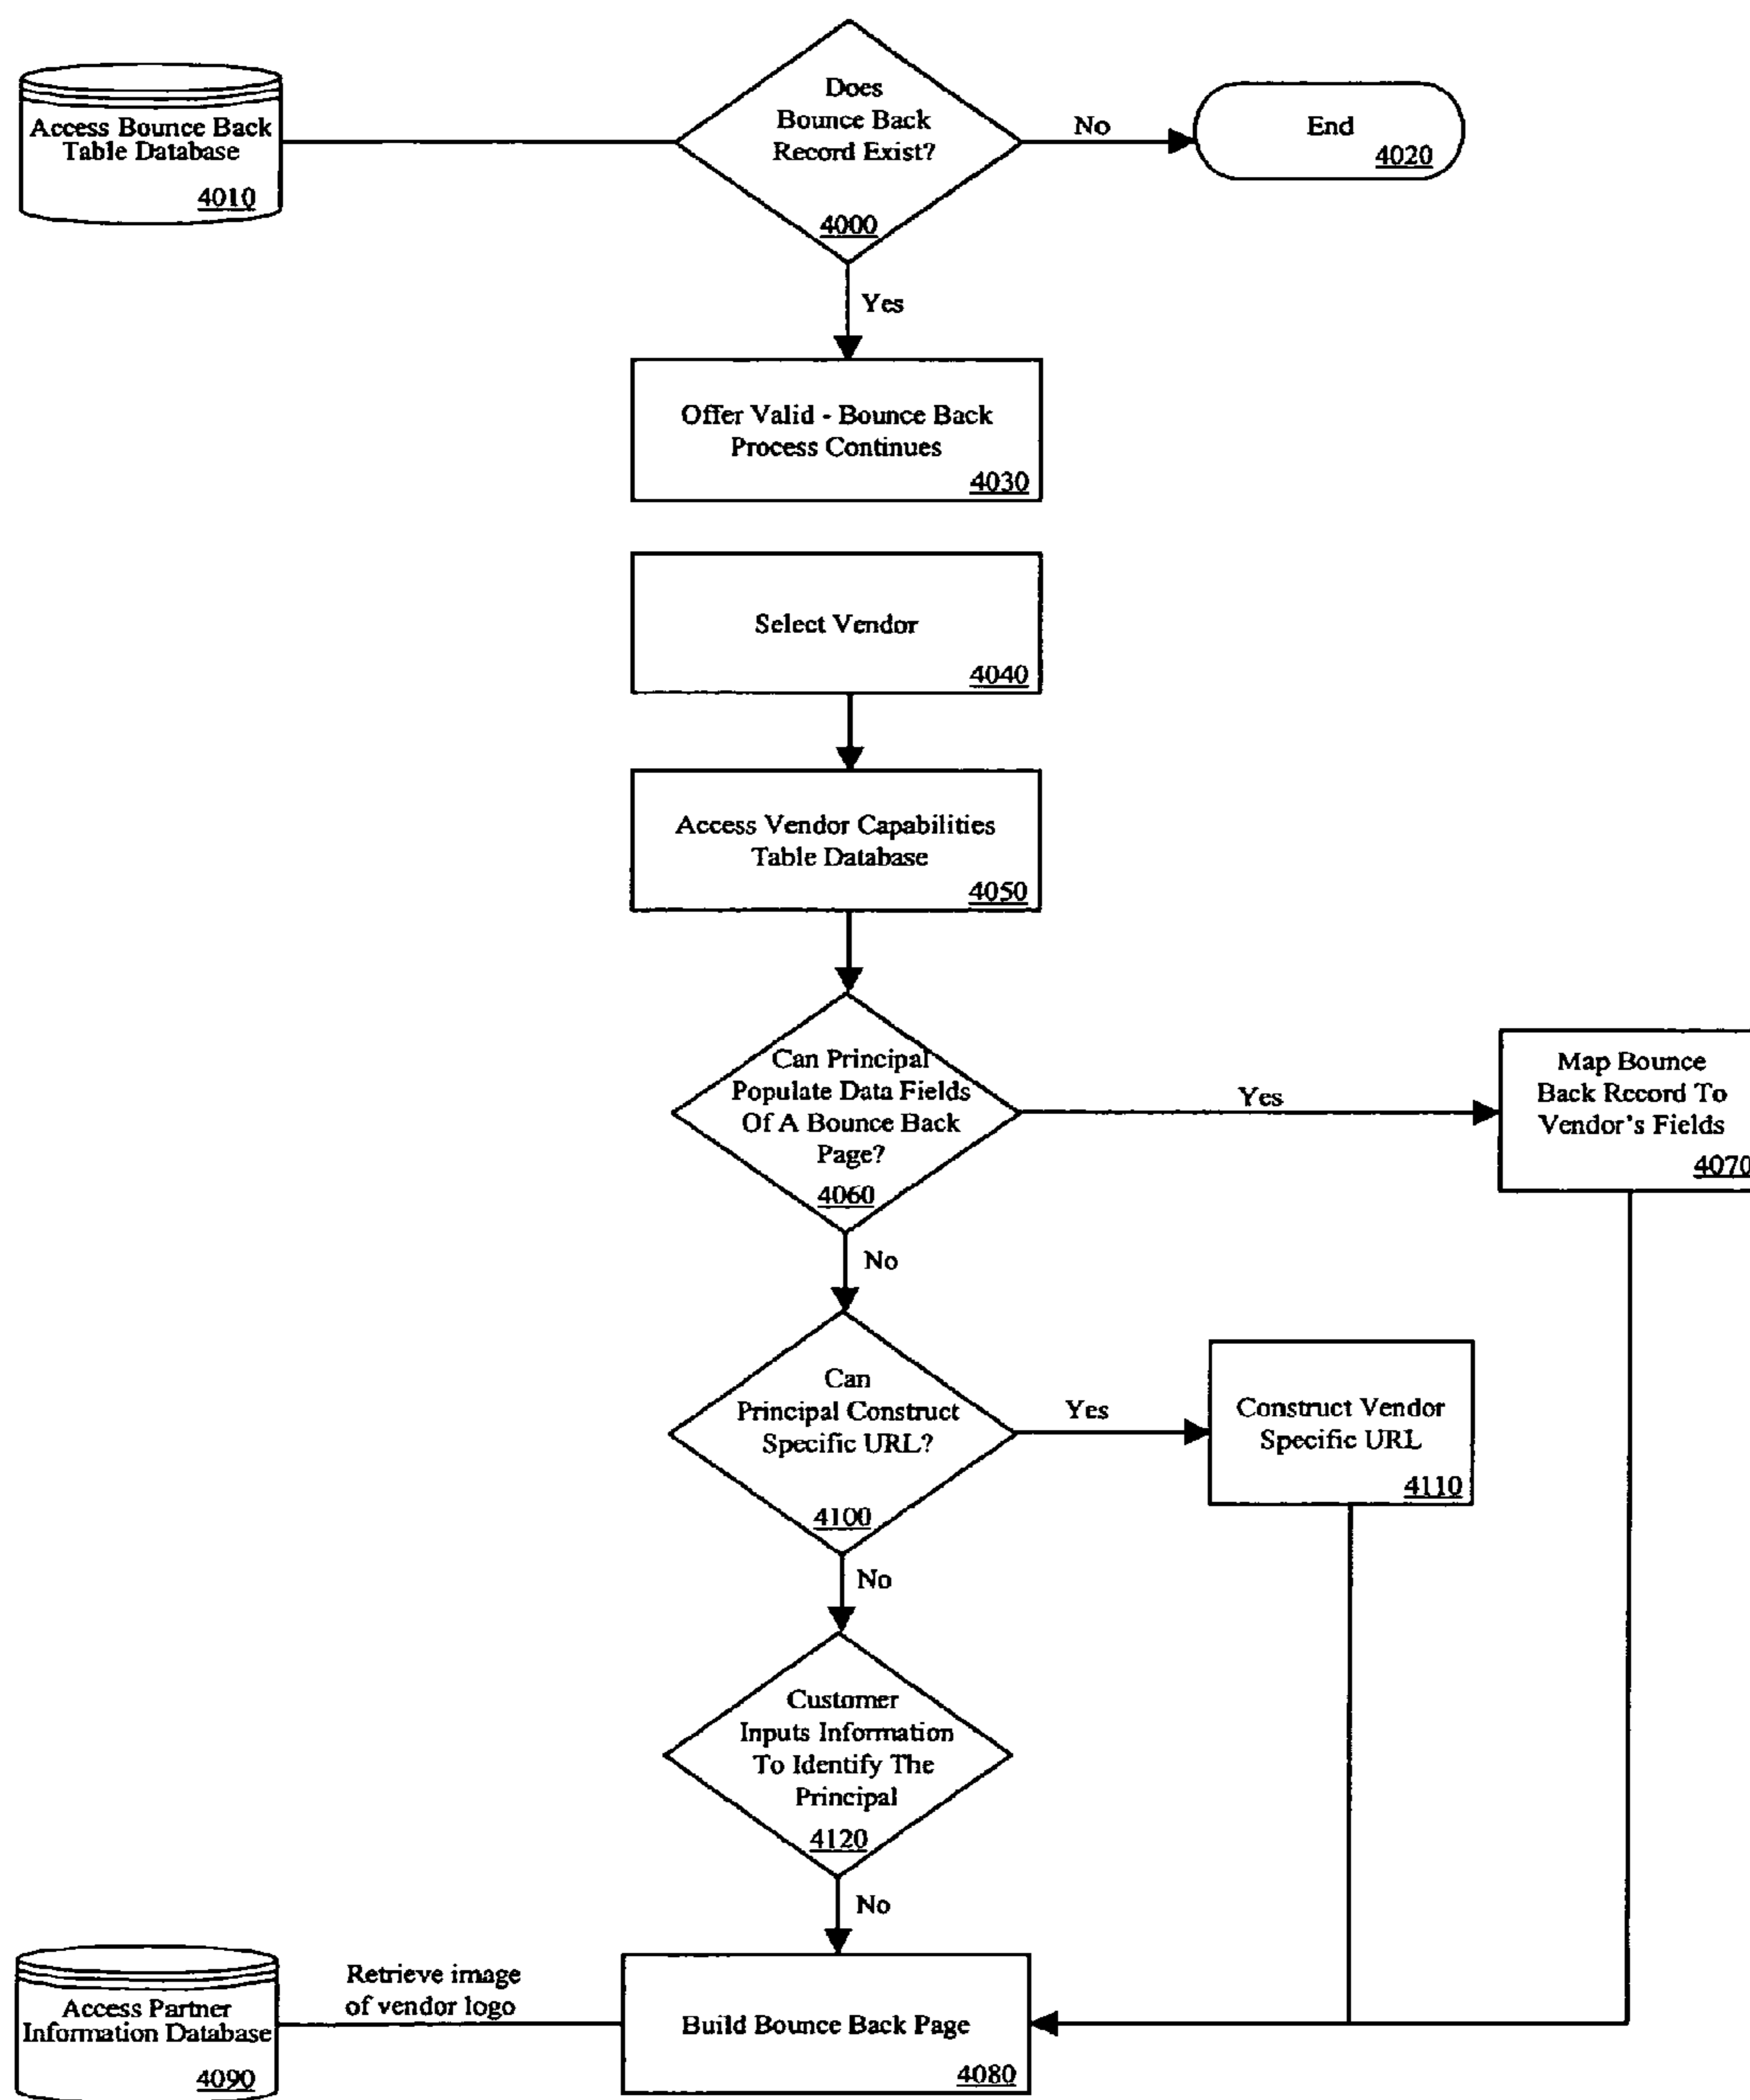 Does
Bounce Back
Record Exist?
4000
Access Bounce Back
Table Database
4010
No
End
4020
Yes
Offer Valid - Bounce Back
Process Continues
4030
Select Vendor
4040
Access Vendor Capabilities
Table Database
4050
Can Principal
Populate Data Fields
Of A Bounce Back
Page?
4060
Yes
Map Bounce
Back Record To
Vendor's Fields
4070
No
Can
Principal Construct
Specific URL?
4100
Yes
Construct Vendor
Specific URL
4110
No
Customer
Inputs Information
To Identify The
Principal
4120
No
Access Partner
Information Database
4090
Retrieve image
of vendor logo
Build Bounce Back Page
4080